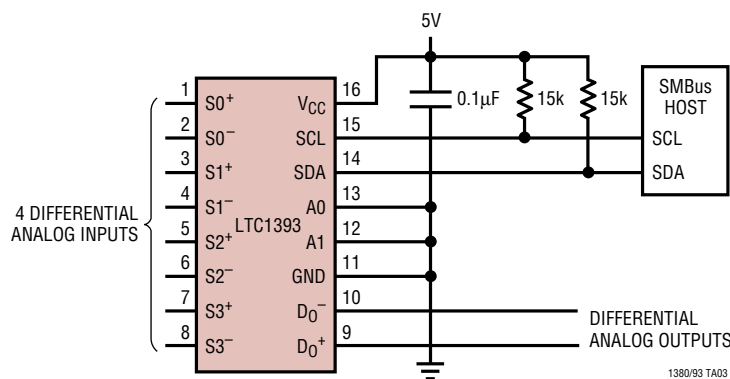 5V
1
2
3
4
5
6
7
8
S0+
S0−
S1+
S1−
S2+
S2−
S3+
S3−
4 DIFFERENTIAL
ANALOG INPUTS
LTC1393
VCC
SCL
SDA
A0
A1
GND
DO−
DO+
16
15
14
13
12
11
10
9
0.1µF
15k
15k
SMBus
HOST
SCL
SDA
DIFFERENTIAL
ANALOG OUTPUTS
1380/93 TA03